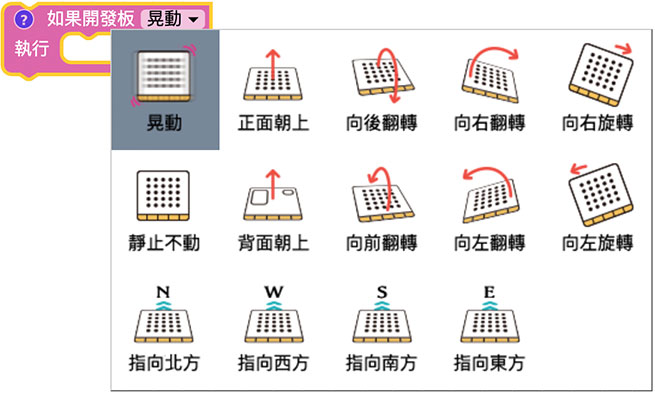 ? 如果開發板 晃動
執行
晃動 正面朝上 向後翻轉 向右翻轉 向右旋轉
靜止不動 背面朝上 向前翻轉 向左翻轉 向左旋轉
N W S E
指向北方 指向西方 指向南方 指向東方